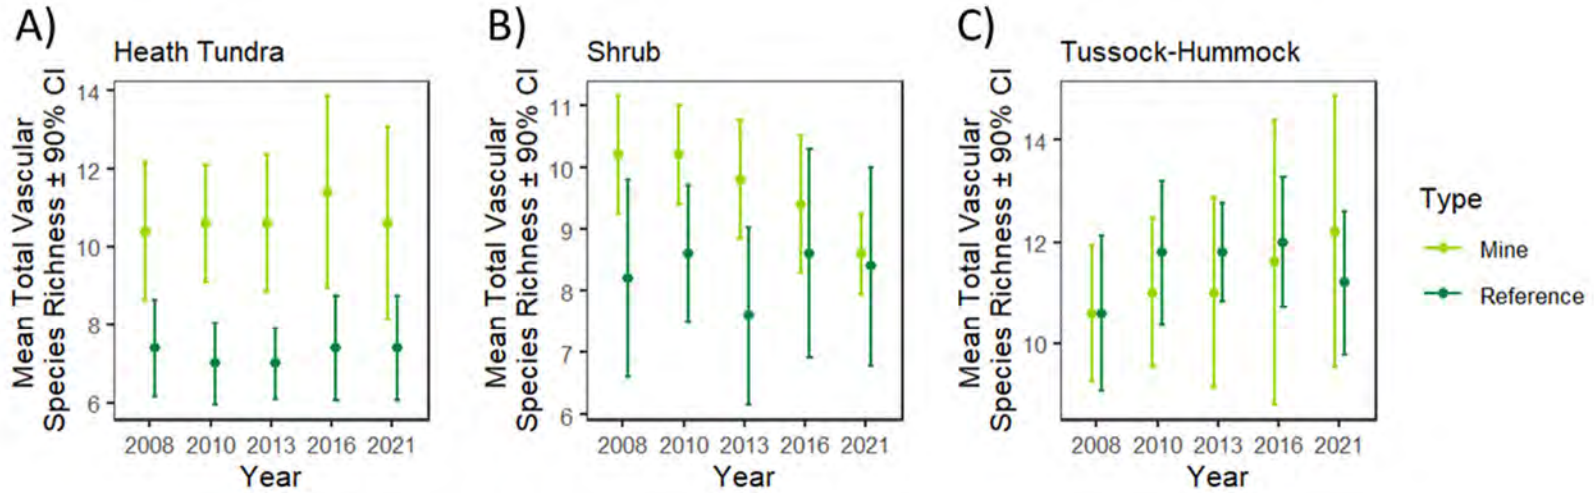 A)
Heath Tundra
Mean Total Vascular
Species Richness ± 90% CI
14
12
10
8
6
2008 2010 2013 2016 2021
Year
B)
Shrub
Mean Total Vascular
Species Richness ± 90% CI
11
10
9
8
7
6
2008 2010 2013 2016 2021
Year
C)
Tussock-Hummock
Mean Total Vascular
Species Richness ± 90% CI
14
12
10
2008 2010 2013 2016 2021
Year
Type
Mine
Reference